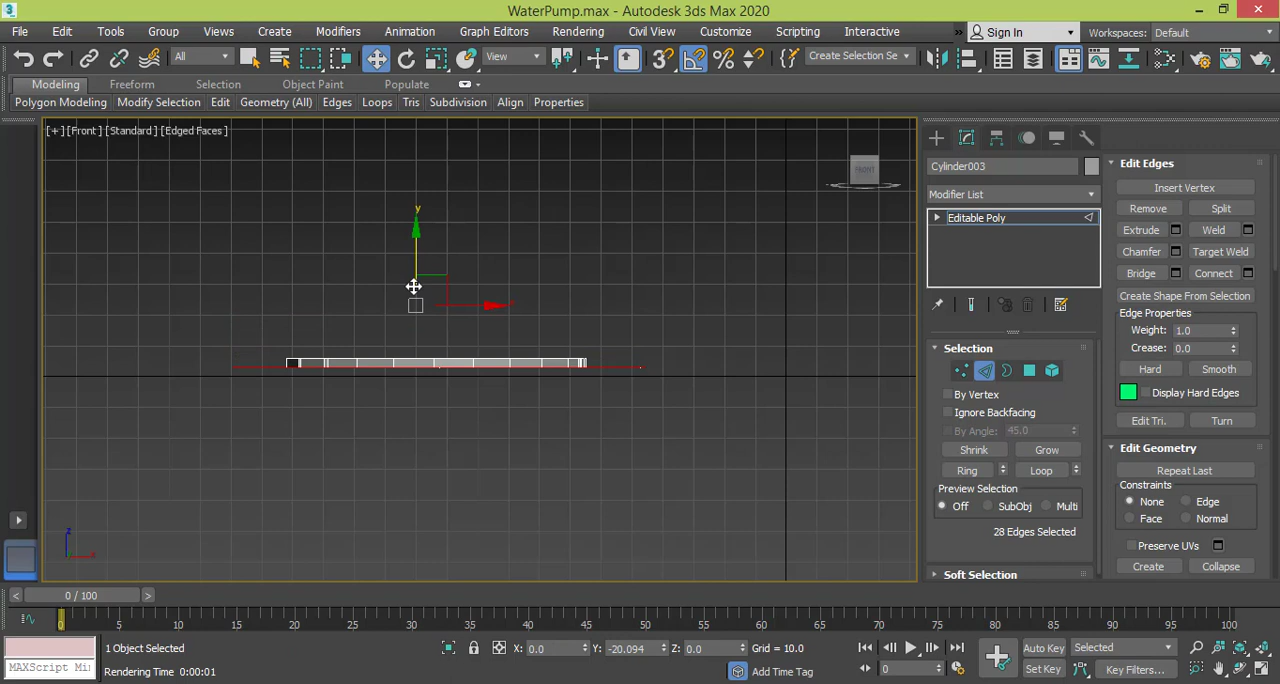 WaterPump.max - Autodesk 3ds Max 2020
File Edit Tools Group Views Create Modifiers Animation Graph Editors Rendering Civil View Customize Scripting Interactive » Sign In Workspaces: Default
All View Create Selection Se
Modeling Freeform Selection Object Paint Populate
Polygon Modeling Modify Selection Edit Geometry (All) Edges Loops Tris Subdivision Align Properties
[+] [Front ] [Standard ] [Edged Faces ]
FRONT
y
z
x
Cylinder003
Modifier List
Editable Poly
Selection
By Vertex
Ignore Backfacing
By Angle: 45.0
Shrink Grow
Ring Loop
Preview Selection
Off SubObj Multi
28 Edges Selected
Soft Selection
Edit Edges
Insert Vertex
Remove Split
Extrude Weld
Chamfer Target Weld
Bridge Connect
Create Shape From Selection
Edge Properties
Weight: 1.0
Crease: 0.0
Hard Smooth
Display Hard Edges
Edit Tri. Turn
Edit Geometry
Repeat Last
Constraints
None Edge
Face Normal
Preserve UVs
Create Collapse
< 0 / 100 >
0 5 10 15 20 25 30 35 40 45 50 55 60 65 70 75 80 85 90 95 100
1 Object Selected X: 0.0 Y: -20.094 Z: 0.0 Grid = 10.0 Auto Key Selected
MAXScript Mi Rendering Time 0:00:01 Add Time Tag 0 Set Key Key Filters...